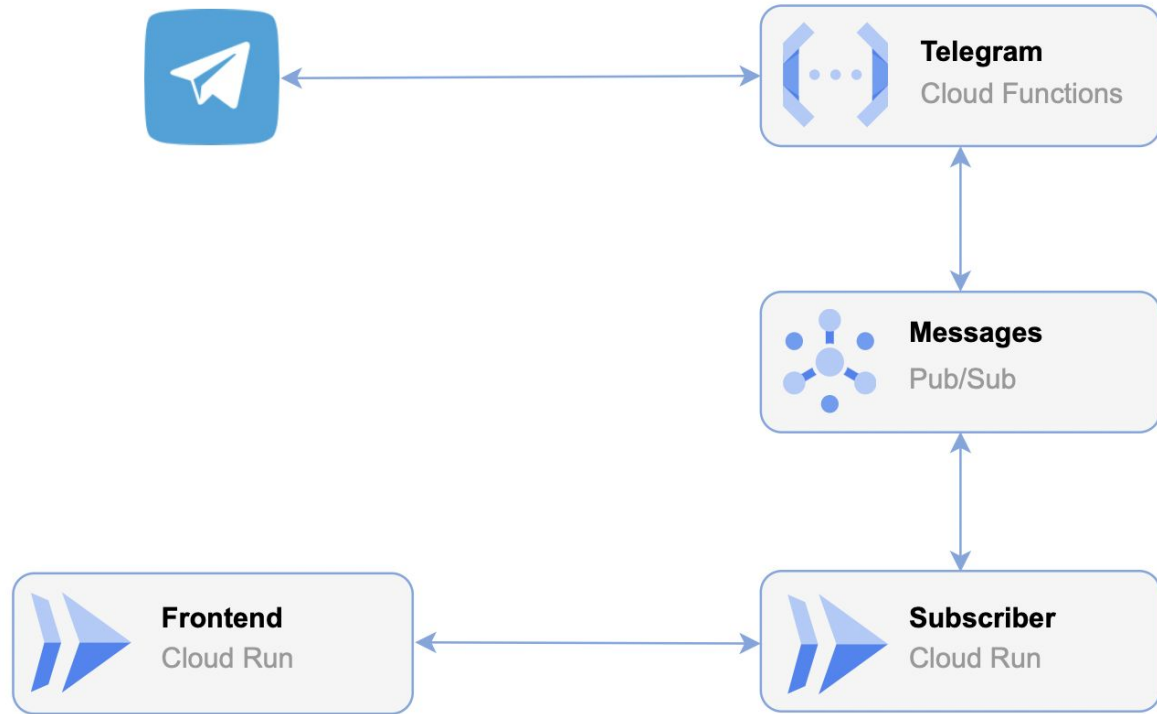 Telegram
Cloud Functions
Messages
Pub/Sub
Frontend
Cloud Run
Subscriber
Cloud Run